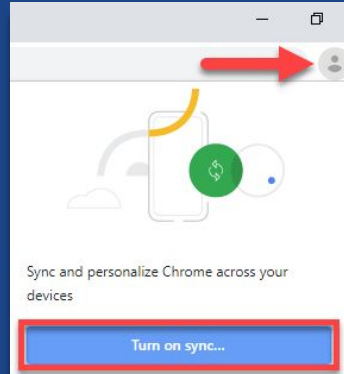 Sync and personalize Chrome across your
devices
Turn on sync...